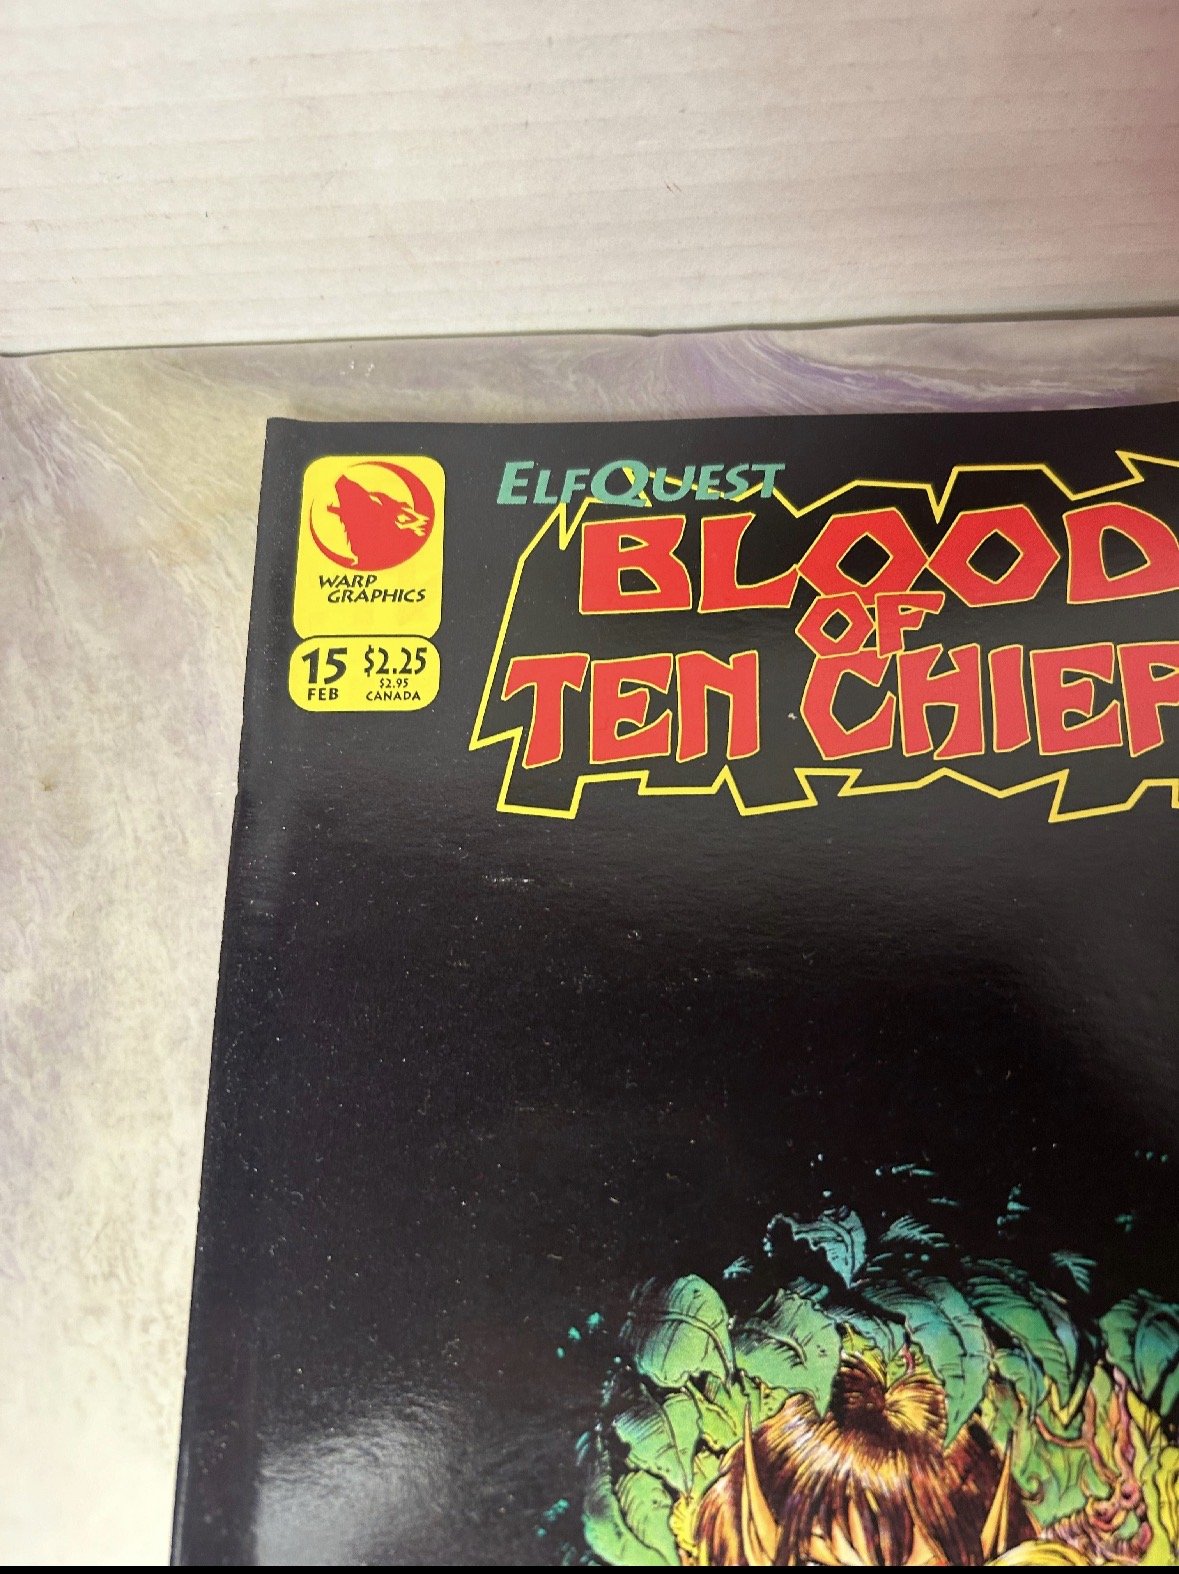 WARP
GRAPHICS
15 $2.25
FEB $2.95
CANADA
ELFQUEST
BLOOD
OF
TEN CHIEF